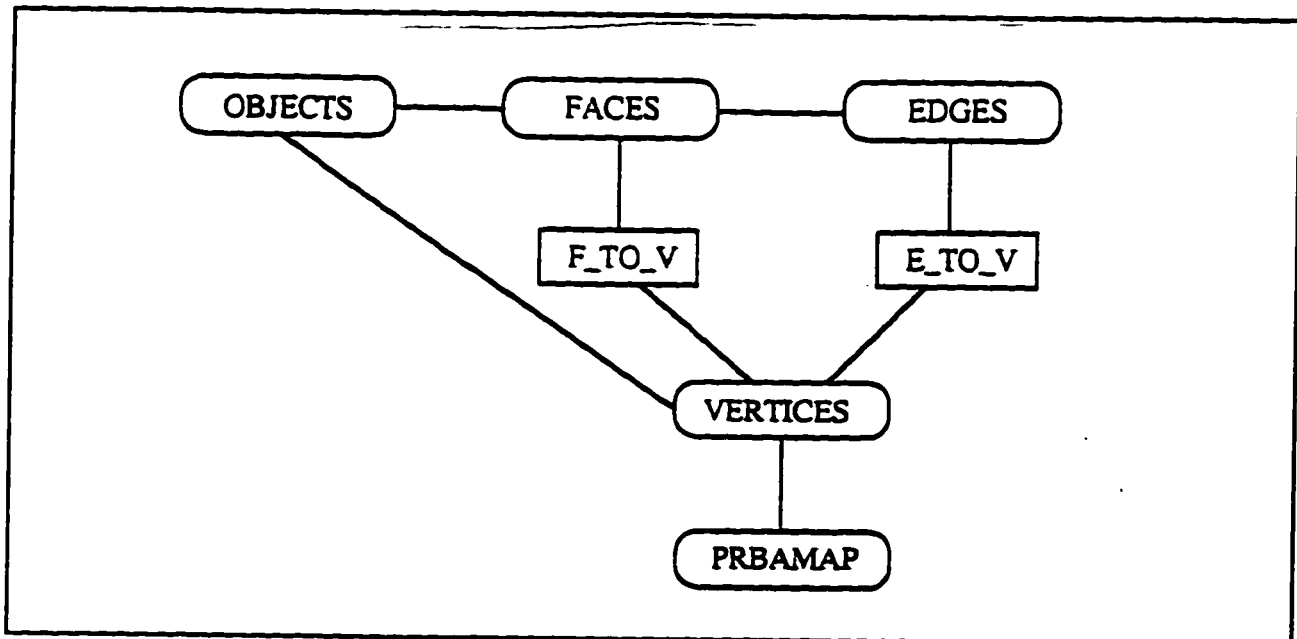 OBJECTS FACES EDGES
F_TO_V E_TO_V
VERTICES
PRBAMAP